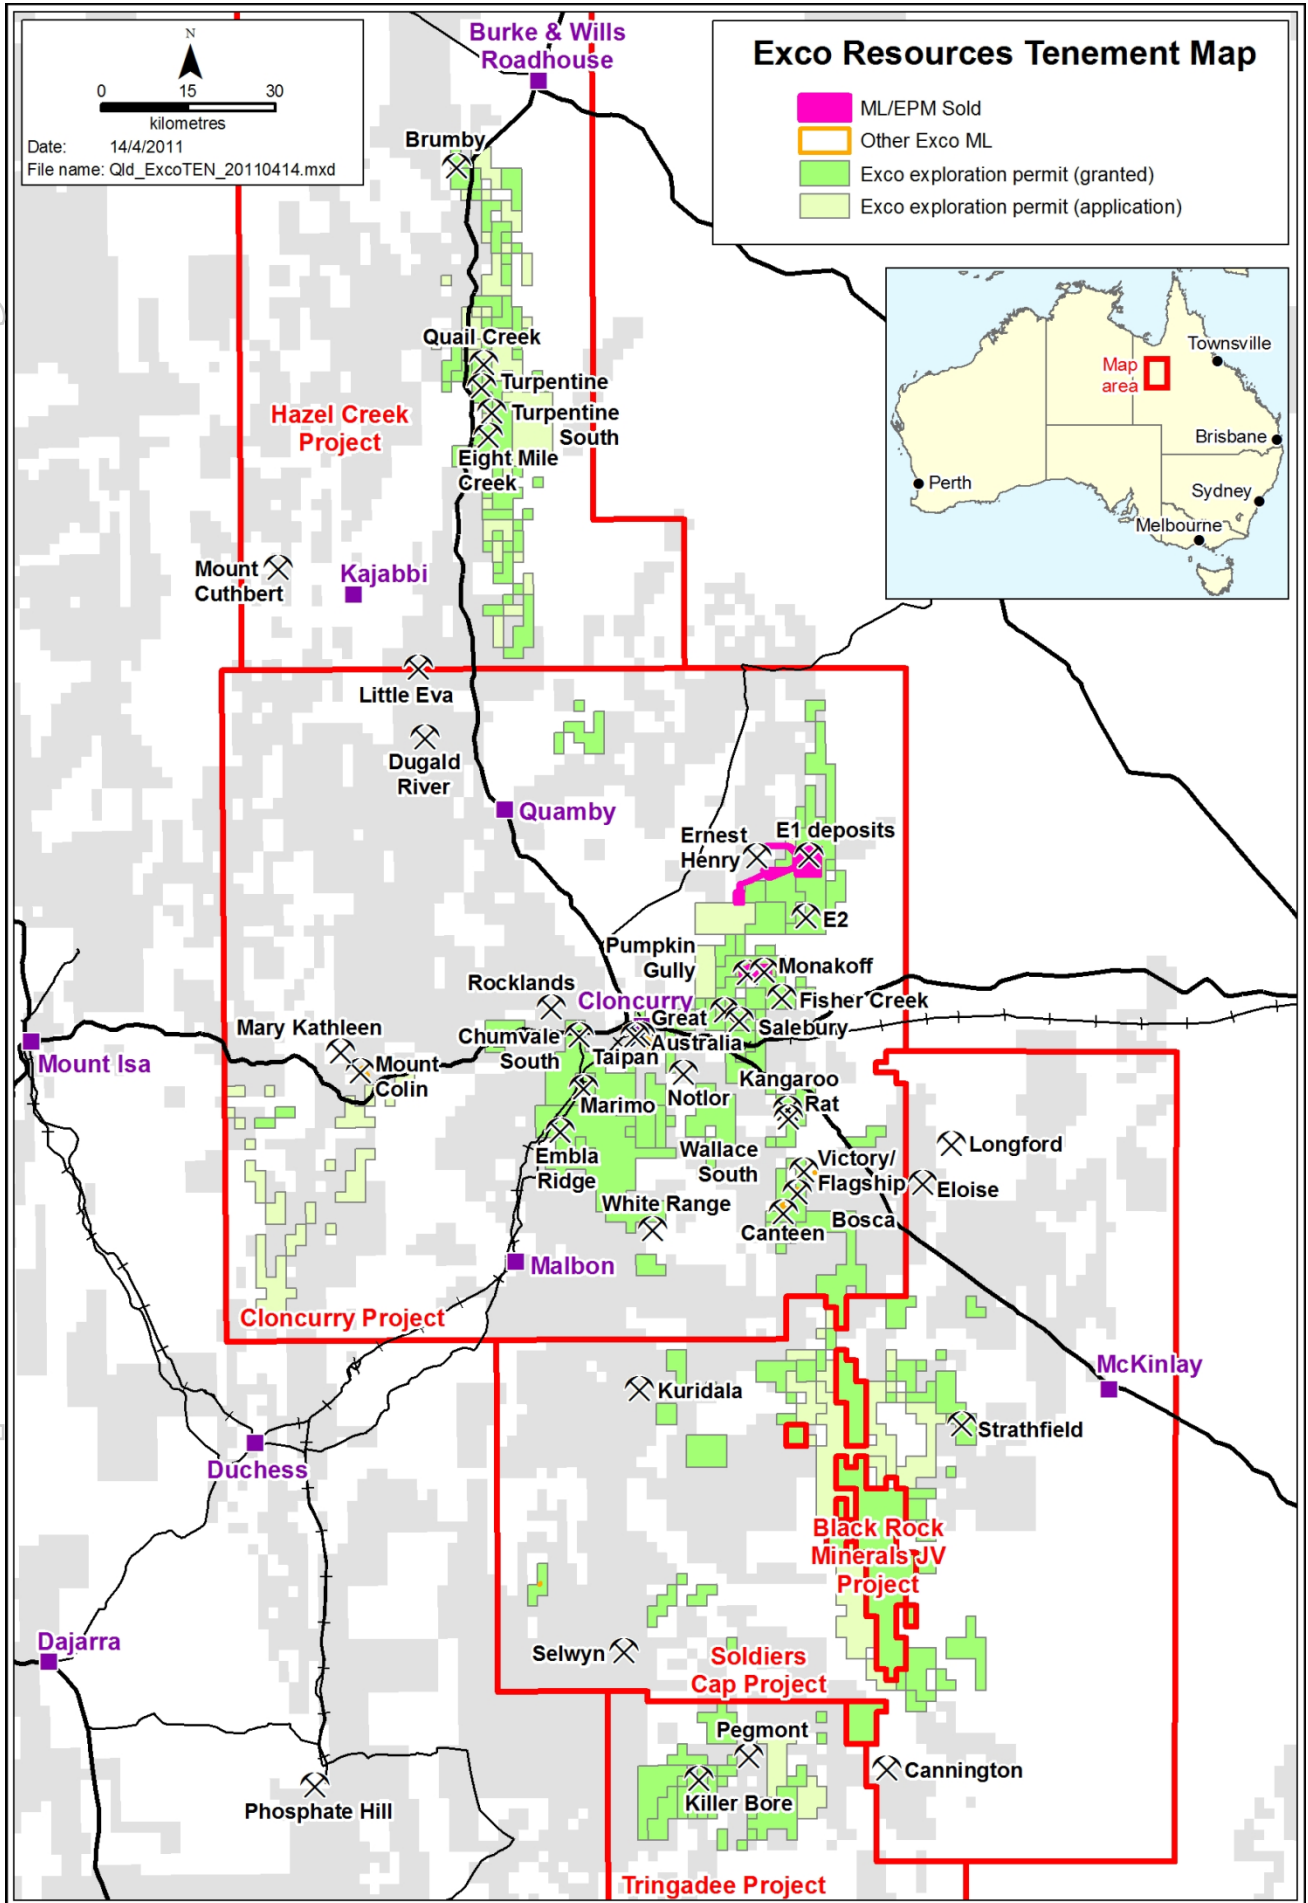 N
0 15 30
kilometres
Date: 14/4/2011
File name: Qld_ExcoTEN_20110414.mxd
Burke & Wills
Roadhouse
Exco Resources Tenement Map
ML/EPM Sold
Other Exco ML
Exco exploration permit (granted)
Exco exploration permit (application)
Map
area
Townsville
Brisbane
Perth
Sydney
Melbourne
Brumby
Quail Creek
Turpentine
Turpentine
South
Eight Mile
Creek
Hazel Creek
Project
Mount
Cuthbert
Kajabbi
Little Eva
Dugald
River
Quamby
Ernest
Henry
E1 deposits
E2
Pumpkin
Gully
Monakoff
Rocklands
Cloncurry
Fisher Creek
Great
Australia
Salebury
Mary Kathleen
Chumvale
South
Taipan
Mount Isa
Mount
Colin
Marimo
Notlor
Kangaroo
Rat
Longford
Embla
Ridge
Wallace
South
Victory/
Flagship
Eloise
White Range
Canteen
Bosca
Malbon
Cloncurry Project
McKinlay
Kuridala
Strathfield
Duchess
Black Rock
Minerals JV
Project
Dajarra
Selwyn
Soldiers
Cap Project
Pegmont
Cannington
Killer Bore
Phosphate Hill
Tringadee Project